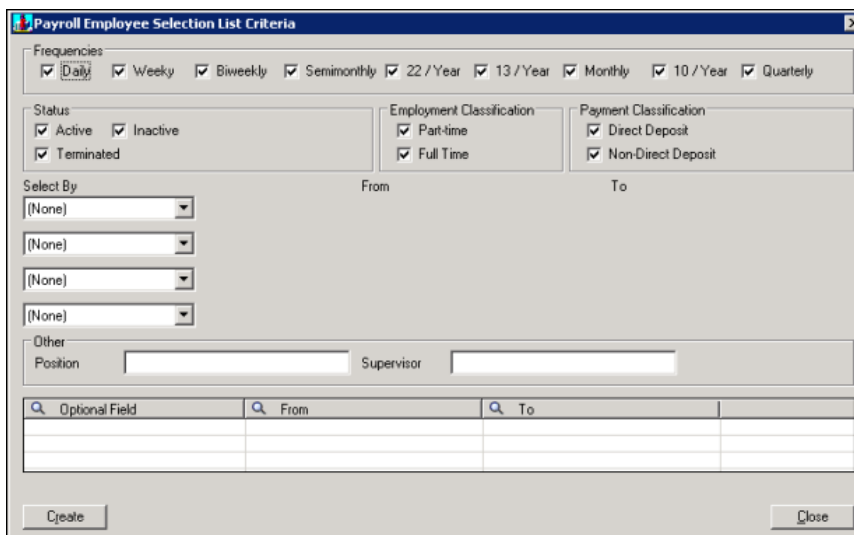 Payroll Employee Selection List Criteria
Frequencies
Daily Weeky Biweekly Semimonthly 22 / Year 13 / Year Monthly 10 / Year Quarterly
Status Employment Classification Payment Classification
Active Inactive Part-time Direct Deposit
Terminated Full Time Non-Direct Deposit
Select By From To
(None)
(None)
(None)
(None)
Other
Position Supervisor
Optional Field From To
Create Close